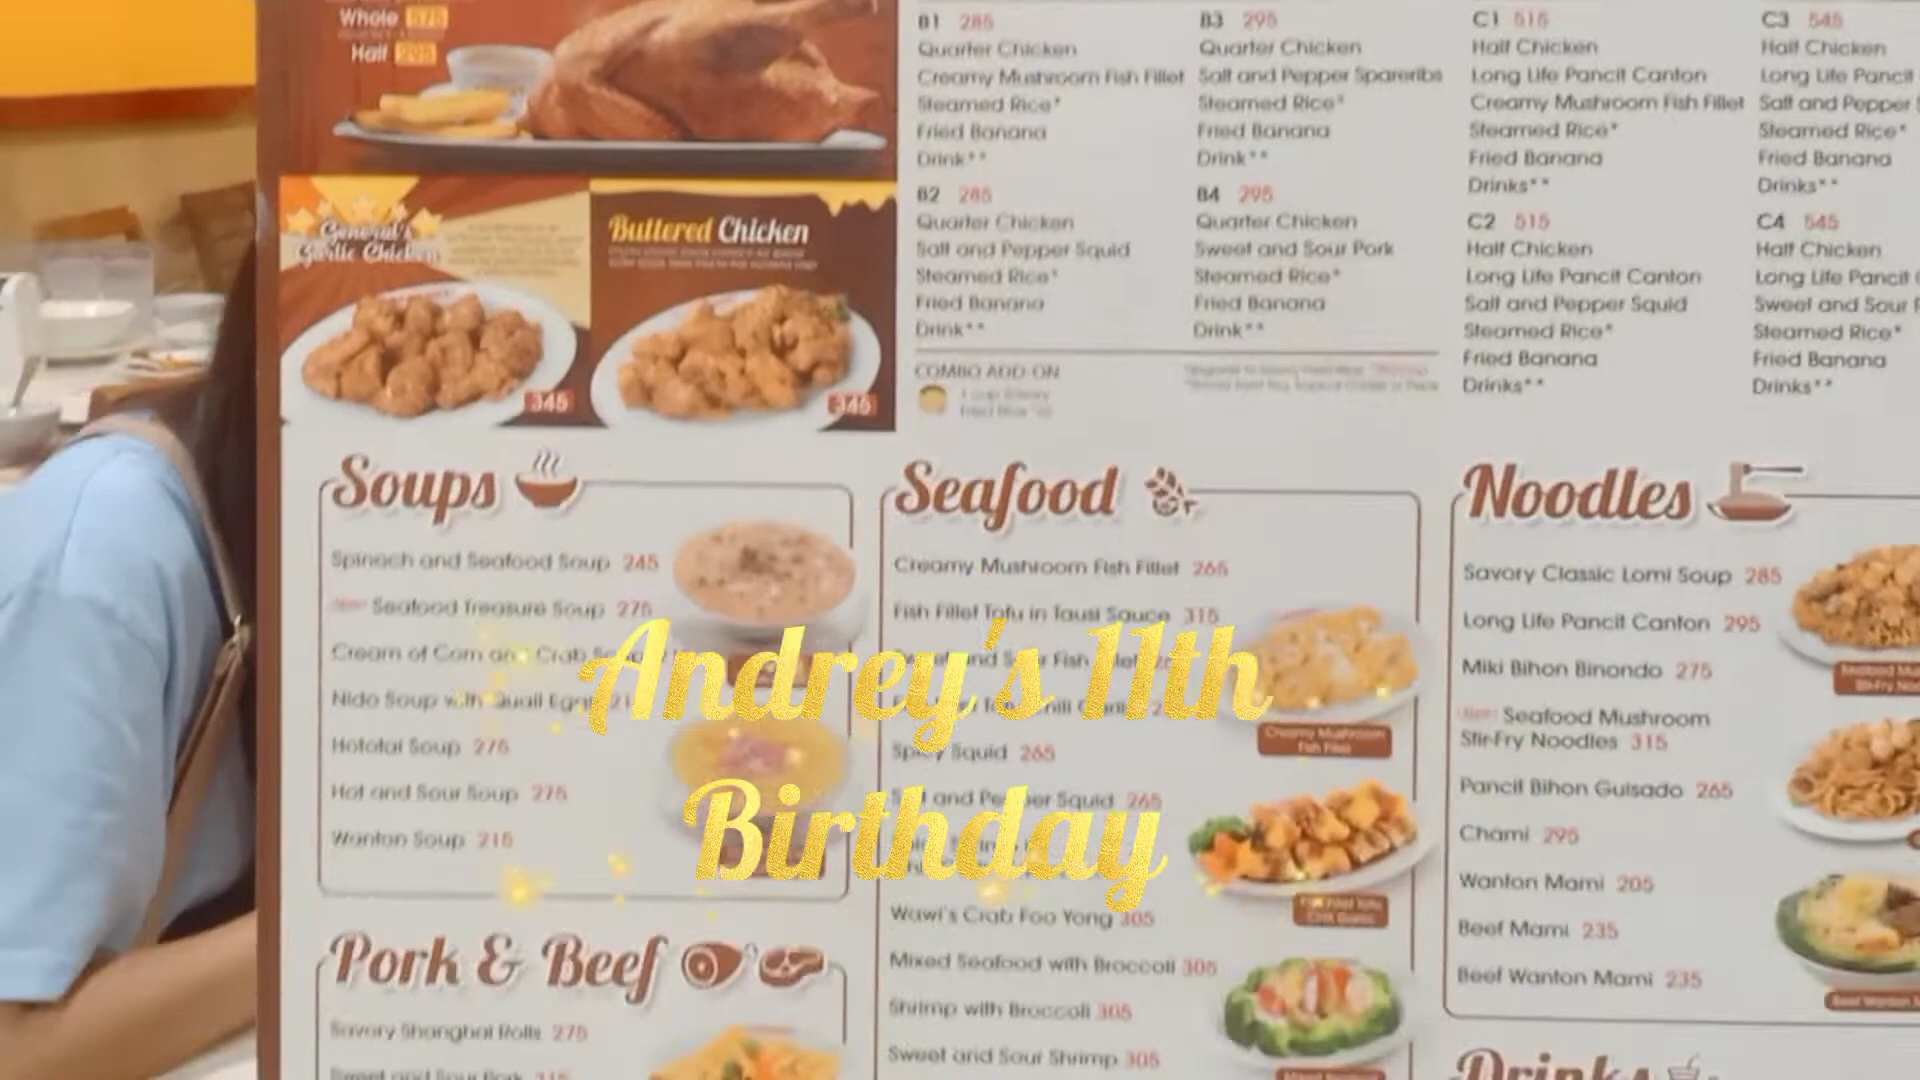 Whole 575
Half 295
General's
Garlic Chicken
345
Buttered Chicken
345
B1 285
Quarter Chicken
Creamy Mushroom Fish Fillet
Steamed Rice*
Fried Banana
Drink**
B2 285
Quarter Chicken
Salt and Pepper Squid
Steamed Rice*
Fried Banana
Drink**
B3 295
Quarter Chicken
Salt and Pepper Spareribs
Steamed Rice*
Fried Banana
Drink**
B4 295
Quarter Chicken
Sweet and Sour Pork
Steamed Rice*
Fried Banana
Drink**
COMBO ADD-ON
C1 515
Half Chicken
Long Life Pancit Canton
Creamy Mushroom Fish Fillet
Steamed Rice*
Fried Banana
Drinks**
C2 515
Half Chicken
Long Life Pancit Canton
Salt and Pepper Squid
Steamed Rice*
Fried Banana
Drinks**
C3 545
Half Chicken
Long Life Pancit
Salt and Pepper
Steamed Rice*
Fried Banana
Drinks**
C4 545
Half Chicken
Long Life Pancit
Sweet and Sour
Steamed Rice*
Fried Banana
Drinks**
Soups
Spinach and Seafood Soup 245
Seafood Treasure Soup 275
Cream of Corn and Crab
Nido Soup with Quail Egg
Hototai Soup 275
Hot and Sour Soup 275
Wanton Soup 215
Pork & Beef
Savory Shanghai Rolls 275
Sweet and Sour Pork 315
Seafood
Creamy Mushroom Fish Fillet 265
Fish Fillet Tofu in Tausi Sauce 315
Spicy Squid 265
and Pepper Squid 265
Wawi's Crab Foo Yong 305
Mixed Seafood with Broccoli 305
Shrimp with Broccoli 305
Sweet and Sour Shrimp 305
Creamy Mushroom
Fish Fillet
Noodles
Savory Classic Lomi Soup 285
Long Life Pancit Canton 295
Miki Bihon Binondo 275
Seafood Mushroom
Stir-Fry Noodles 315
Pancit Bihon Guisado 265
Chami 295
Wanton Mami 205
Beef Mami 235
Beef Wanton Mami 235
Drinks
Andrey's 11th
Birthday